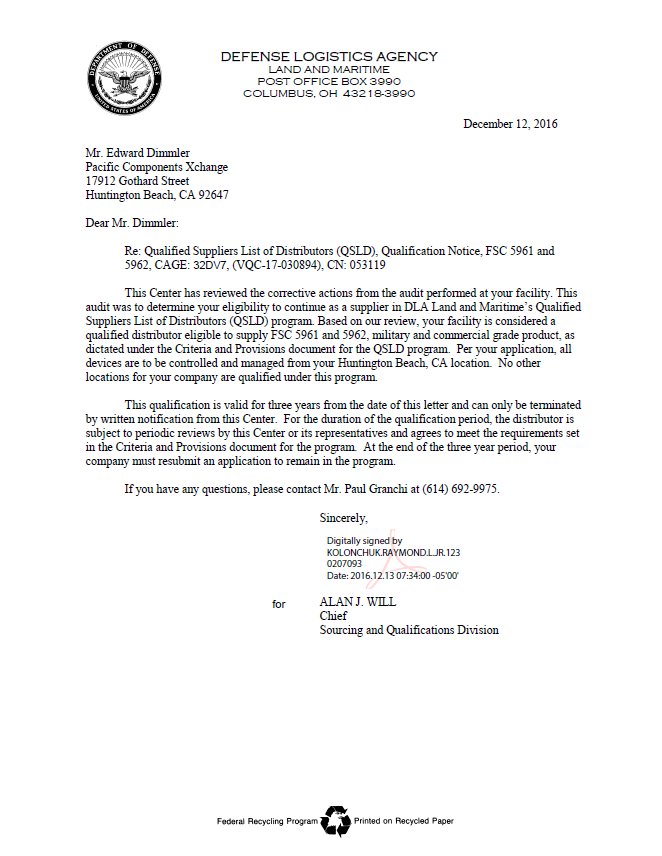 DEPARTMENT OF DEFENSE
UNITED STATES OF AMERICA
DEFENSE LOGISTICS AGENCY
LAND AND MARITIME
POST OFFICE BOX 3990
COLUMBUS, OH 43218-3990
December 12, 2016
Mr. Edward Dimmler
Pacific Components Xchange
17912 Gothard Street
Huntington Beach, CA 92647
Dear Mr. Dimmler:
Re: Qualified Suppliers List of Distributors (QSLD), Qualification Notice, FSC 5961 and
5962, CAGE: 32DV7, (VQC-17-030894), CN: 053119
This Center has reviewed the corrective actions from the audit performed at your facility. This
audit was to determine your eligibility to continue as a supplier in DLA Land and Maritime's Qualified
Suppliers List of Distributors (QSLD) program. Based on our review, your facility is considered a
qualified distributor eligible to supply FSC 5961 and 5962, military and commercial grade product, as
dictated under the Criteria and Provisions document for the QSLD program. Per your application, all
devices are to be controlled and managed from your Huntington Beach, CA location. No other
locations for your company are qualified under this program.
This qualification is valid for three years from the date of this letter and can only be terminated
by written notification from this Center. For the duration of the qualification period, the distributor is
subject to periodic reviews by this Center or its representatives and agrees to meet the requirements set
in the Criteria and Provisions document for the program. At the end of the three year period, your
company must resubmit an application to remain in the program.
If you have any questions, please contact Mr. Paul Granchi at (614) 692-9975.
Sincerely,
Digitally signed by
KOLONCHUK.RAYMOND.L.JR.123
0207093
Date: 2016.12.13 07:34:00 -05'00'
for ALAN J. WILL
Chief
Sourcing and Qualifications Division
Federal Recycling Program Printed on Recycled Paper